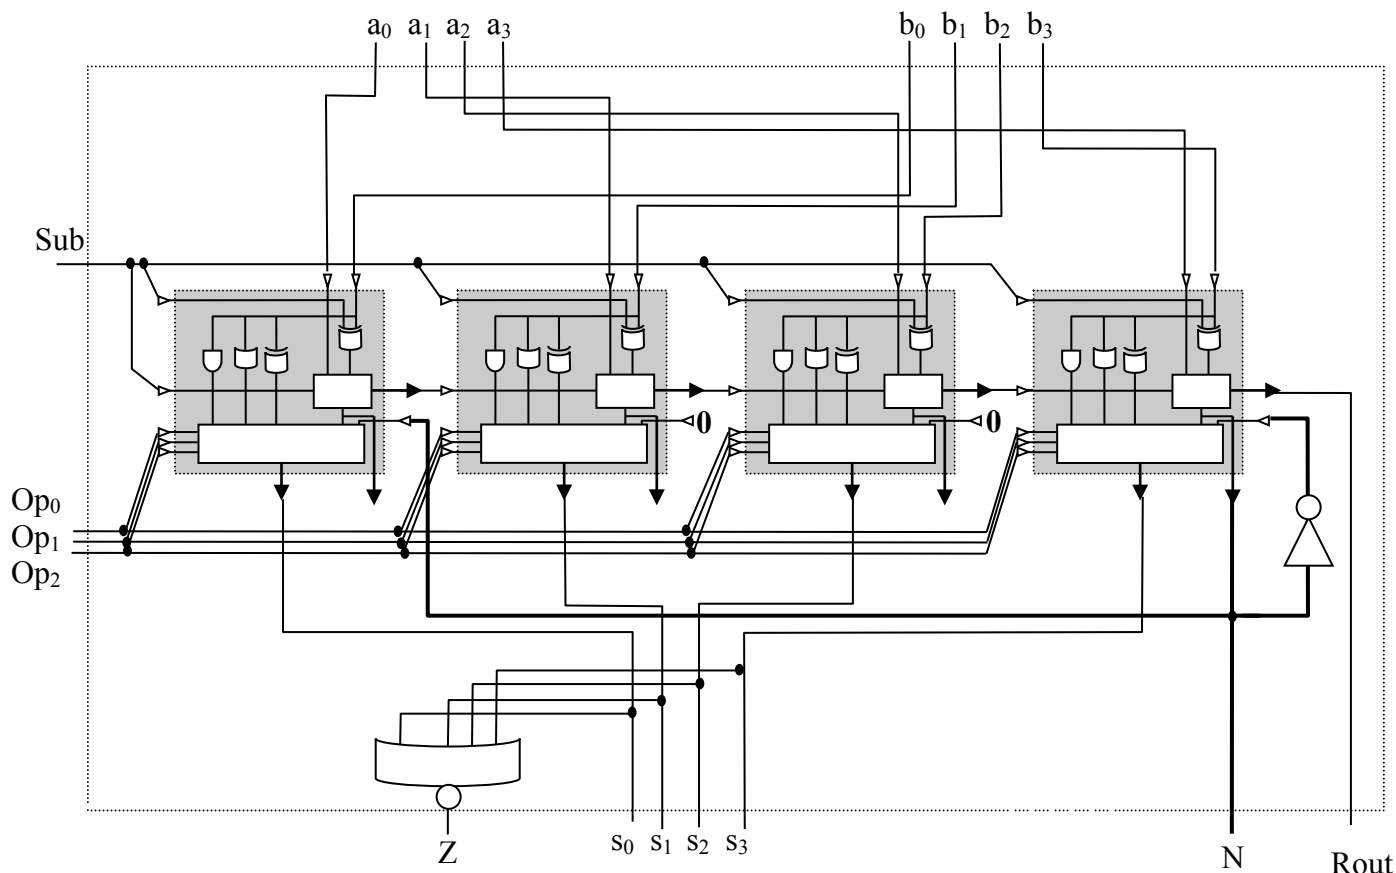 a₀ a₁ a₂ a₃ b₀ b₁ b₂ b₃
Sub
0 0
Op₀
Op₁
Op₂
Z s₀ s₁ s₂ s₃ N Rout